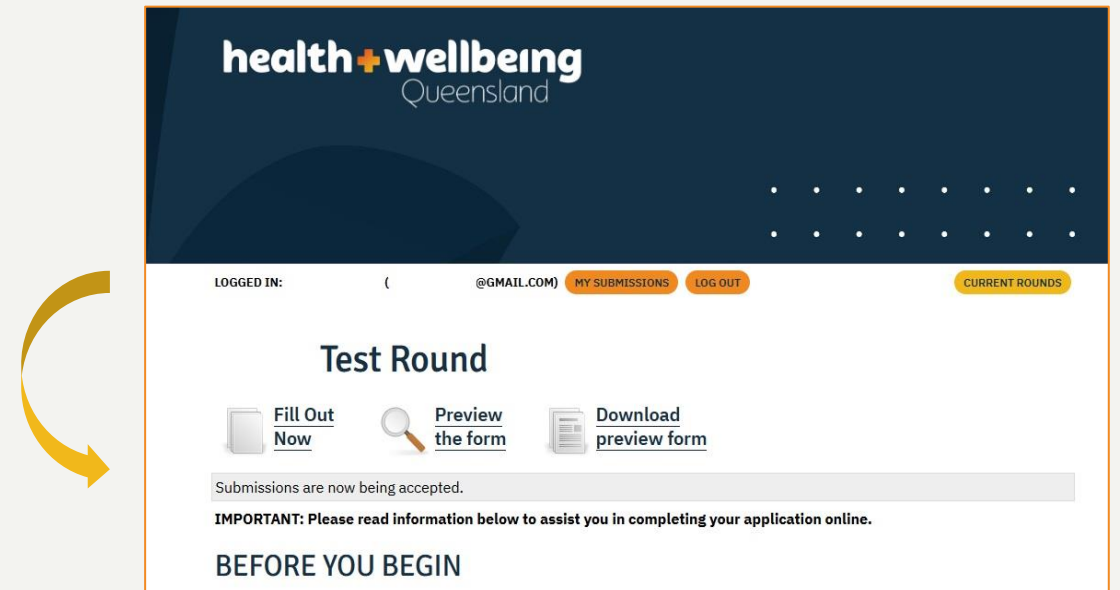 health+wellbeing
Queensland
LOGGED IN: ( @GMAIL.COM) MY SUBMISSIONS LOG OUT CURRENT ROUNDS
Test Round
Fill Out Now
Preview the form
Download preview form
Submissions are now being accepted.
IMPORTANT: Please read information below to assist you in completing your application online.
BEFORE YOU BEGIN